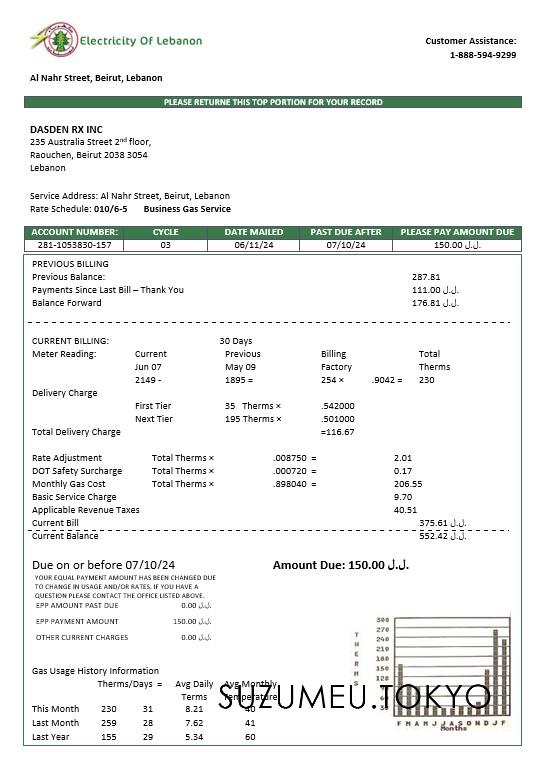 Electricity Of Lebanon
Customer Assistance:
1-888-594-9299
Al Nahr Street, Beirut, Lebanon
PLEASE RETURNE THIS TOP PORTION FOR YOUR RECORD
DASDEN RX INC
235 Australia Street 2nd floor,
Raouchen, Beirut 2038 3054
Lebanon
Service Address: Al Nahr Street, Beirut, Lebanon
Rate Schedule: 010/6-5 Business Gas Service
ACCOUNT NUMBER: CYCLE DATE MAILED PAST DUE AFTER PLEASE PAY AMOUNT DUE
281-1053830-157 03 06/11/24 07/10/24 150.00 ل.ل.
PREVIOUS BILLING
Previous Balance: 287.81
Payments Since Last Bill – Thank You 111.00 ل.ل.
Balance Forward 176.81 ل.ل.
CURRENT BILLING: 30 Days
Meter Reading: Current Previous Billing Total
Jun 07 May 09 Factory Therms
2149 - 1895 = 254 × .9042 = 230
Delivery Charge
First Tier 35 Therms × .542000
Next Tier 195 Therms × .501000
Total Delivery Charge =116.67
Rate Adjustment Total Therms × .008750 = 2.01
DOT Safety Surcharge Total Therms × .000720 = 0.17
Monthly Gas Cost Total Therms × .898040 = 206.55
Basic Service Charge 9.70
Applicable Revenue Taxes 40.51
Current Bill 375.61 ل.ل.
Current Balance 552.42 ل.ل.
Due on or before 07/10/24 Amount Due: 150.00 ل.ل.
YOUR EQUAL PAYMENT AMOUNT HAS BEEN CHANGED DUE
TO CHANGE IN USAGE AND/OR RATES. IF YOU HAVE A
QUESTION PLEASE CONTACT THE OFFICE LISTED ABOVE.
EPP AMOUNT PAST DUE 0.00 ل.ل.
EPP PAYMENT AMOUNT 150.00 ل.ل.
OTHER CURRENT CHARGES 0.00 ل.ل.
Gas Usage History Information
Therms/Days = Avg Daily Avg Monthly
Terms Temperature
This Month 230 31 8.21 40
Last Month 259 28 7.62 41
Last Year 155 29 5.34 60
THERMS
300
270
240
210
180
150
120
90
60
30
F M A M J J A S O N D J F
Months
SUZUMEU.TOKYO